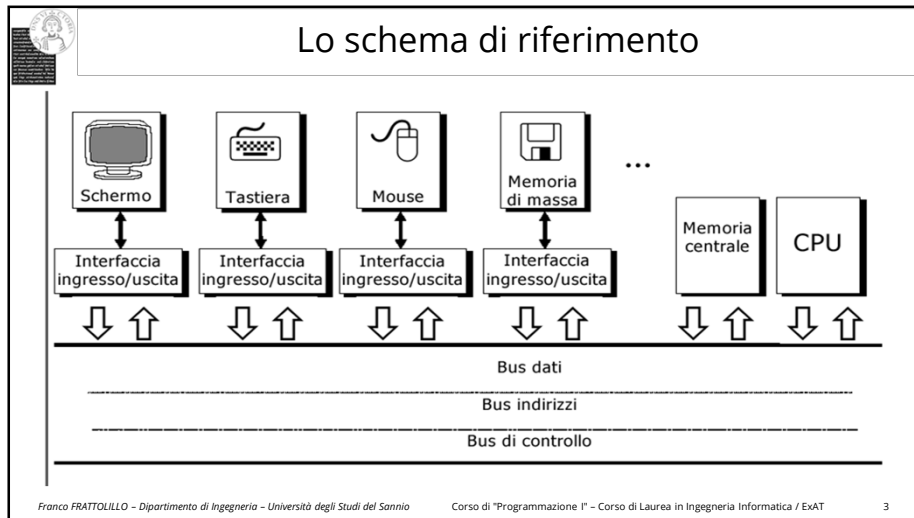 Lo schema di riferimento
Schermo
Tastiera
Mouse
Memoria
di massa
...
Memoria
centrale
CPU
Interfaccia
ingresso/uscita
Interfaccia
ingresso/uscita
Interfaccia
ingresso/uscita
Interfaccia
ingresso/uscita
Bus dati
Bus indirizzi
Bus di controllo
Franco FRATTOLILLO – Dipartimento di Ingegneria – Università degli Studi del Sannio
Corso di "Programmazione I" – Corso di Laurea in Ingegneria Informatica / ExAT
3